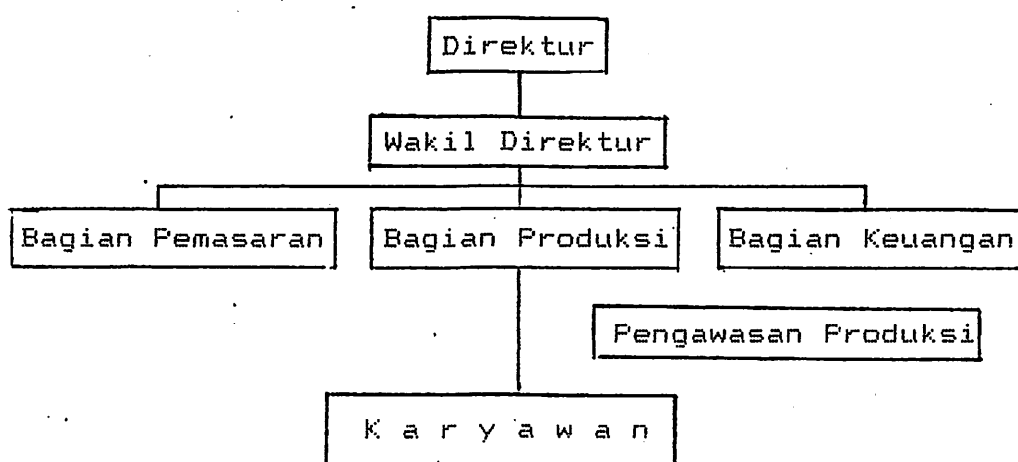 Direktur
Wakil Direktur
Bagian Pemasaran Bagian Produksi Bagian Keuangan
Pengawasan Produksi
K a r y a w a n